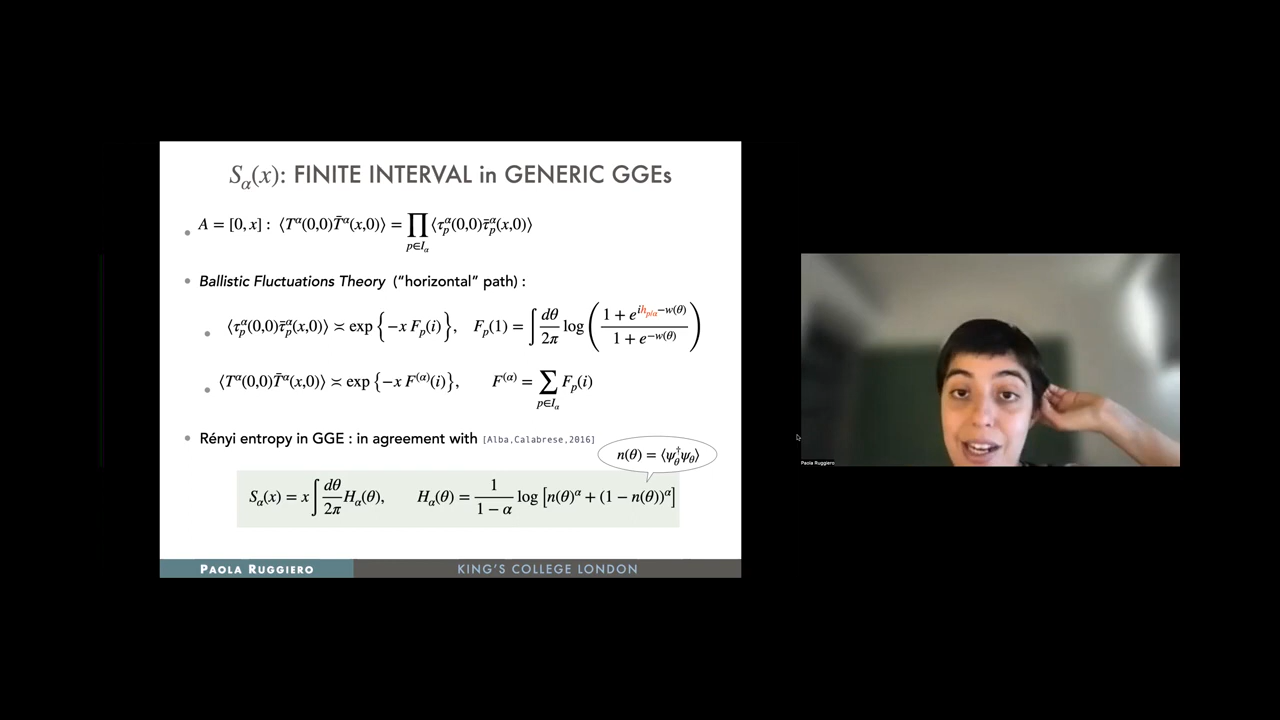 S_α(x): FINITE INTERVAL in GENERIC GGEs
• A = [0,x] : ⟨T^α(0,0)T̄^α(x,0)⟩ = ∏_{p∈I_α} ⟨τ_p^α(0,0)τ̄_p^α(x,0)⟩
• Ballistic Fluctuations Theory ("horizontal" path) :
• ⟨τ_p^α(0,0)τ̄_p^α(x,0)⟩ ≍ exp{−x F_p(i)}, F_p(1) = ∫ dθ/2π log((1 + e^{ih_{p/α}−w(θ)})/(1 + e^{−w(θ)}))
• ⟨T^α(0,0)T̄^α(x,0)⟩ ≍ exp{−x F^{(α)}(i)}, F^{(α)} = ∑_{p∈I_α} F_p(i)
• Rényi entropy in GGE : in agreement with [Alba,Calabrese,2016]
n(θ) = ⟨ψ_θ^†ψ_θ⟩
S_α(x) = x∫ dθ/2π H_α(θ), H_α(θ) = 1/(1 − α) log [n(θ)^α + (1 − n(θ))^α]
PAOLA RUGGIERO KING'S COLLEGE LONDON
Paola Ruggiero